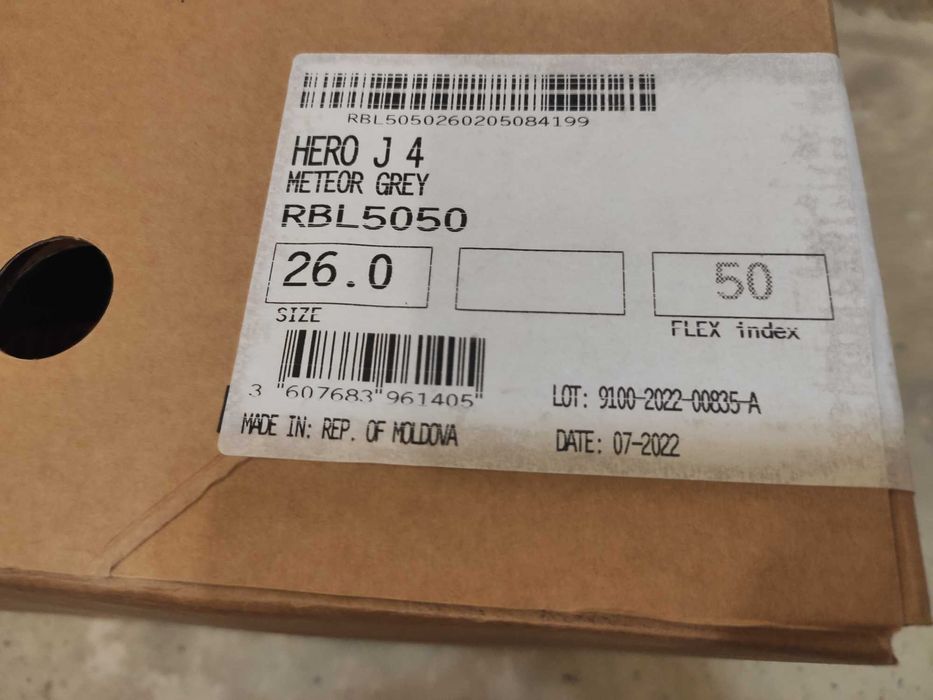 RBL5050260205084199
HERO J 4
METEOR GREY
RBL5050
26.0
50
SIZE
FLEX index
3 "607683"961405"
LOT: 9100-2022-00835-A
MADE IN: REP. OF MOLDOVA
DATE: 07-2022